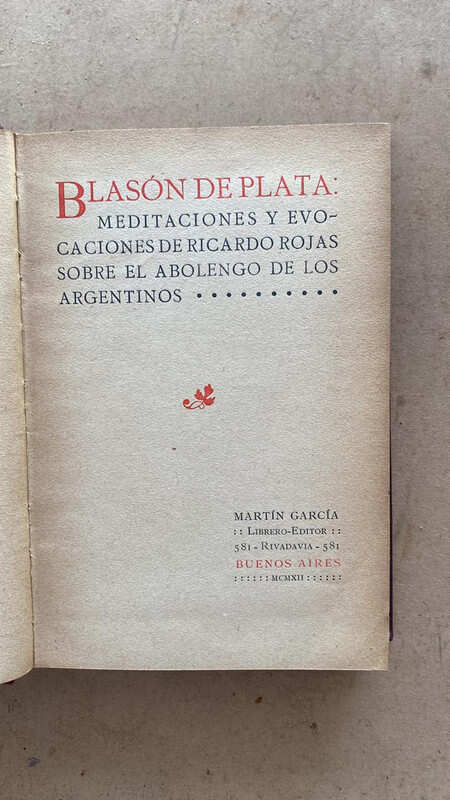 BLASÓN DE PLATA:
MEDITACIONES Y EVO-
CACIONES DE RICARDO ROJAS
SOBRE EL ABOLENGO DE LOS
ARGENTINOS • • • • • • • • • •
MARTÍN GARCÍA
:: LIBRERO-EDITOR ::
581 - RIVADAVIA - 581
BUENOS AIRES
:::::: MCMXII ::::::